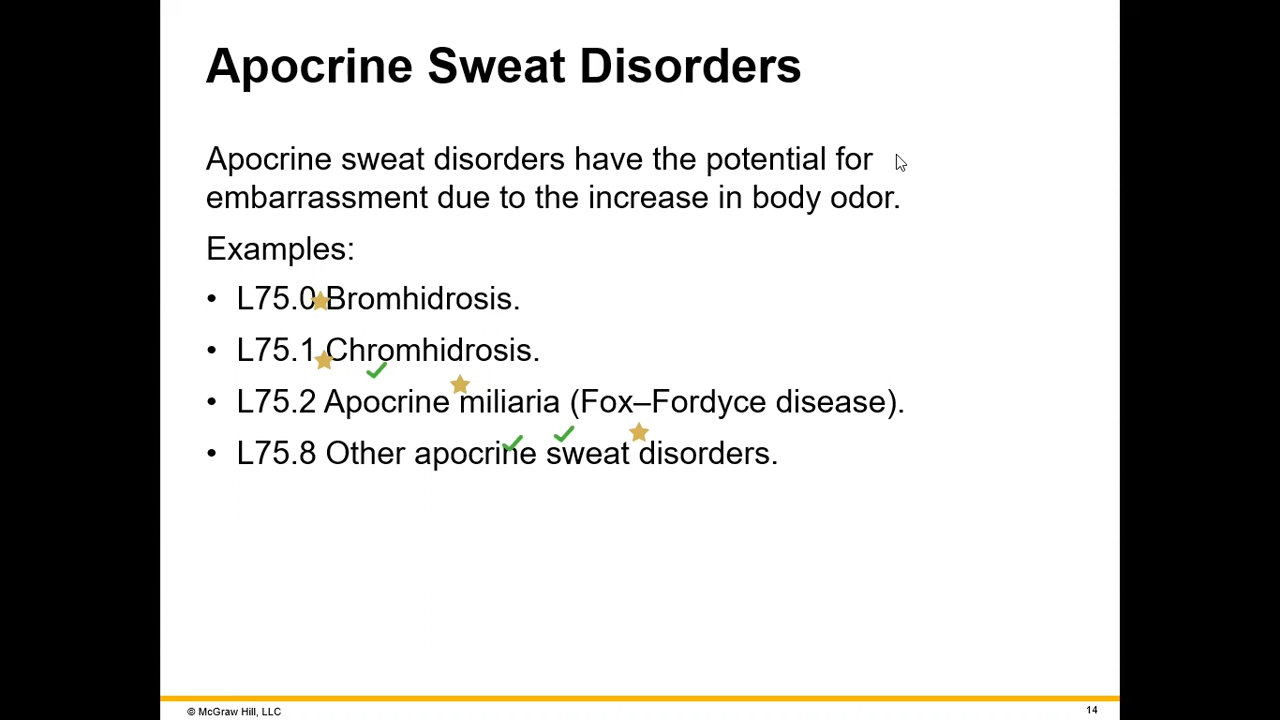 Apocrine Sweat Disorders
Apocrine sweat disorders have the potential for
embarrassment due to the increase in body odor.
Examples:
• L75.0 Bromhidrosis.
• L75.1 Chromhidrosis.
• L75.2 Apocrine miliaria (Fox–Fordyce disease).
• L75.8 Other apocrine sweat disorders.
© McGraw Hill, LLC
14